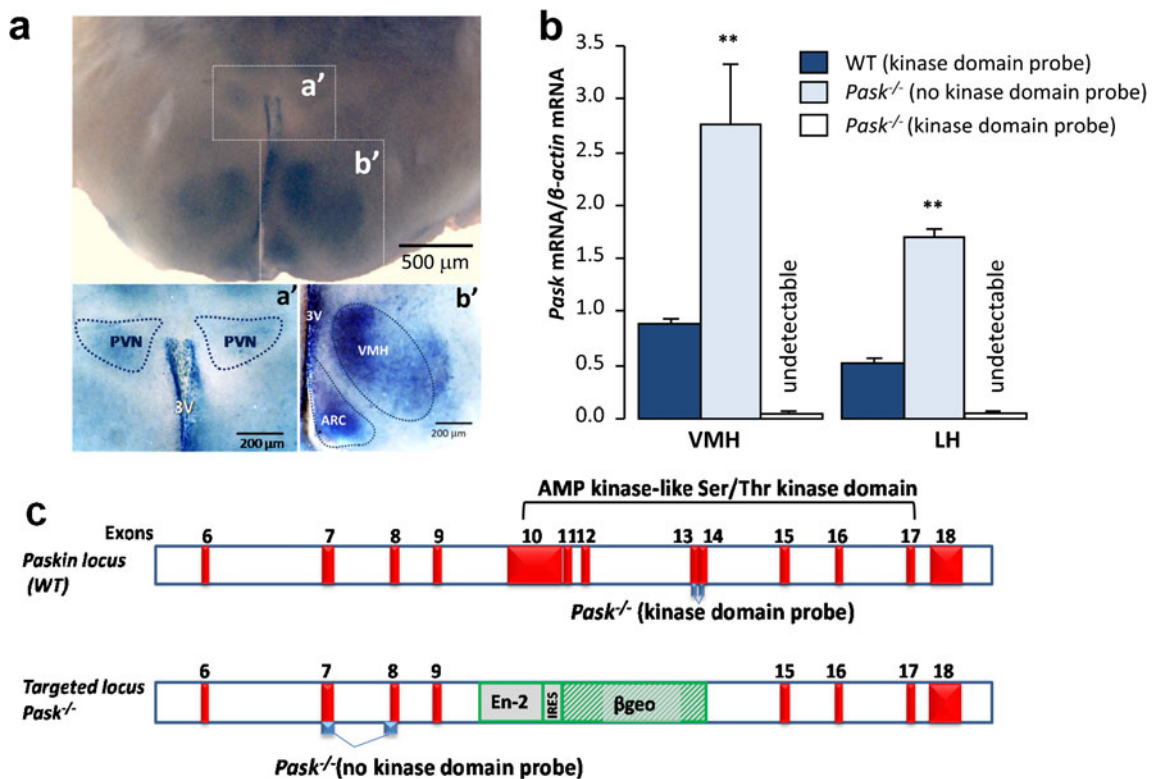 a
a'
b'
500 µm
a'
PVN
PVN
3V
200 µm
b'
3V
VMH
ARC
200 µm
b
Pask mRNA/β-actin mRNA
3.5
3.0
2.5
2.0
1.5
1.0
0.5
0.0
**
**
undetectable
undetectable
VMH
LH
WT (kinase domain probe)
Pask-/- (no kinase domain probe)
Pask-/- (kinase domain probe)
c
AMP kinase-like Ser/Thr kinase domain
Exons 6 7 8 9 10 11 12 13 14 15 16 17 18
Paskin locus
(WT)
Pask-/- (kinase domain probe)
6 7 8 9 15 16 17 18
Targeted locus
Pask-/-
En-2 IRES βgeo
Pask-/-(no kinase domain probe)